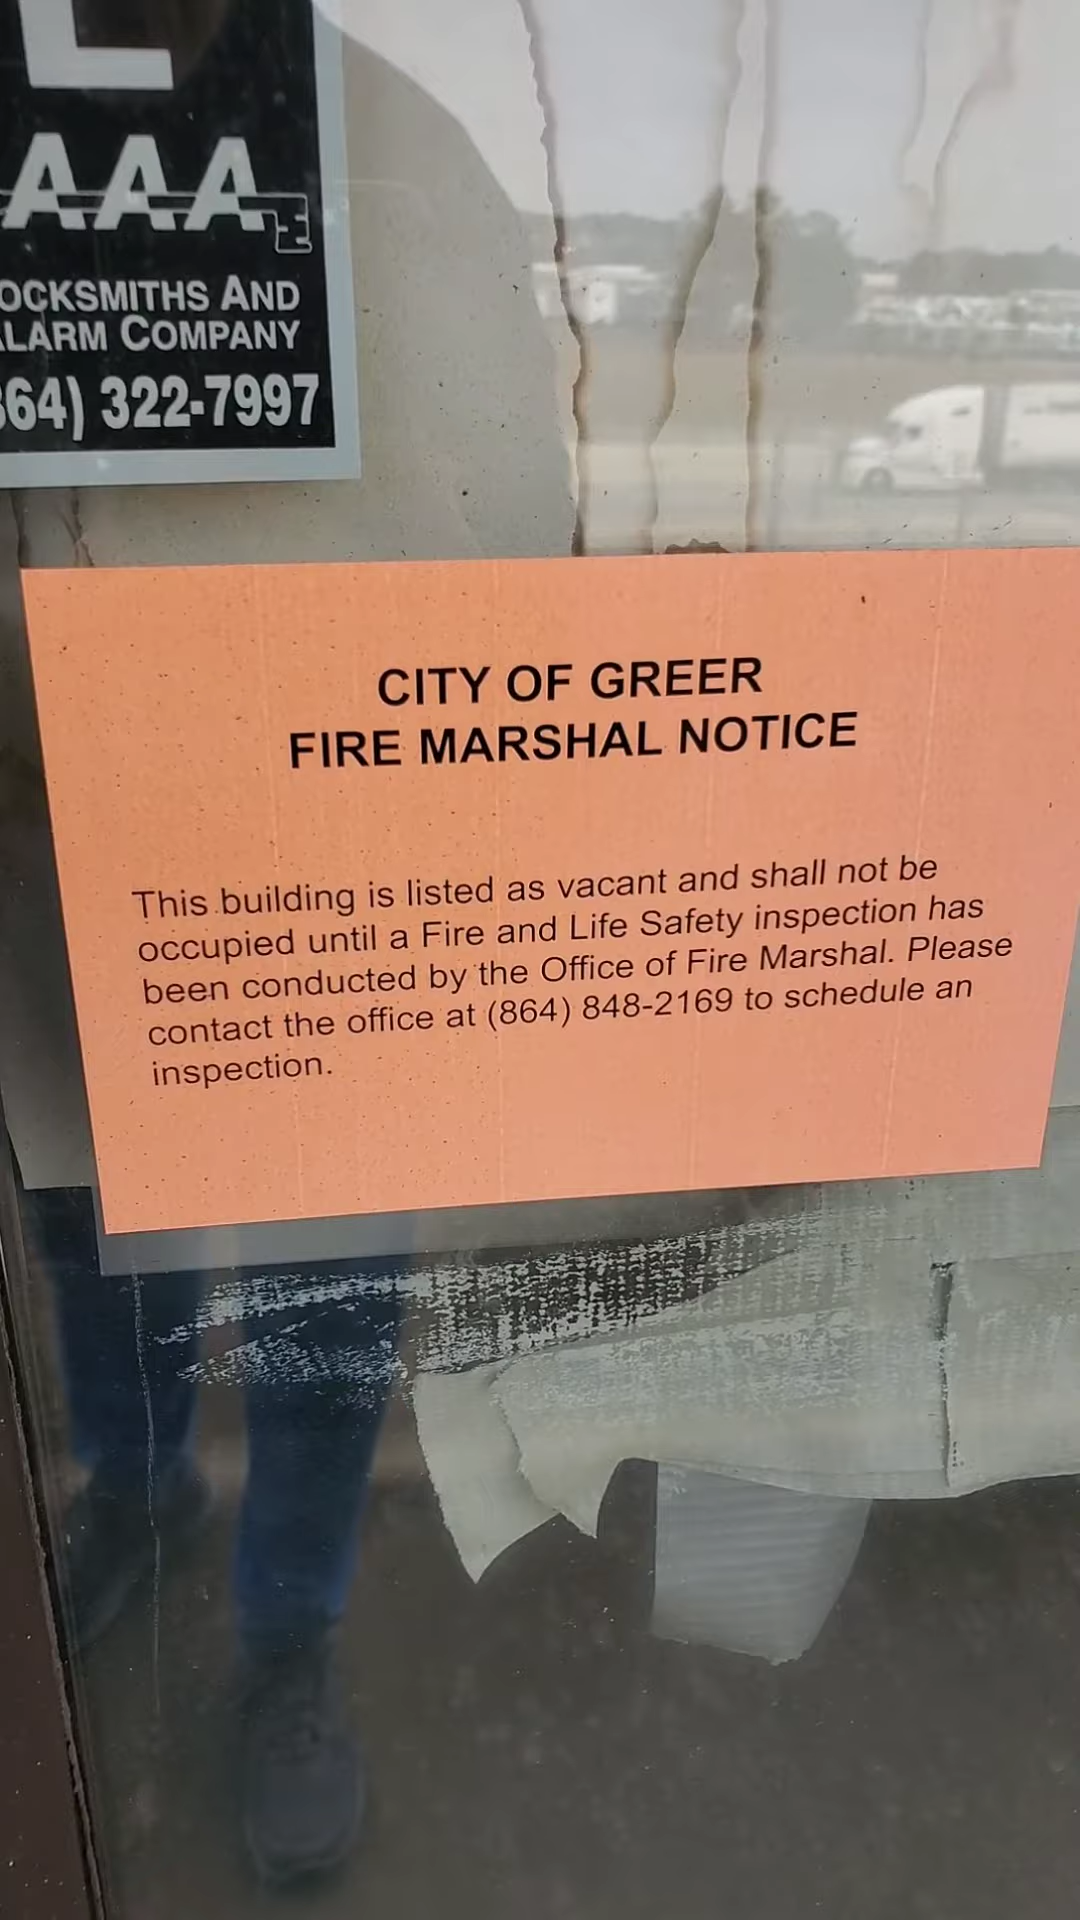 L
AAA
E
OCKSMITHS AND
LARM COMPANY
864) 322-7997
CITY OF GREER
FIRE MARSHAL NOTICE
This building is listed as vacant and shall not be
occupied until a Fire and Life Safety inspection has
been conducted by the Office of Fire Marshal. Please
contact the office at (864) 848-2169 to schedule an
inspection.